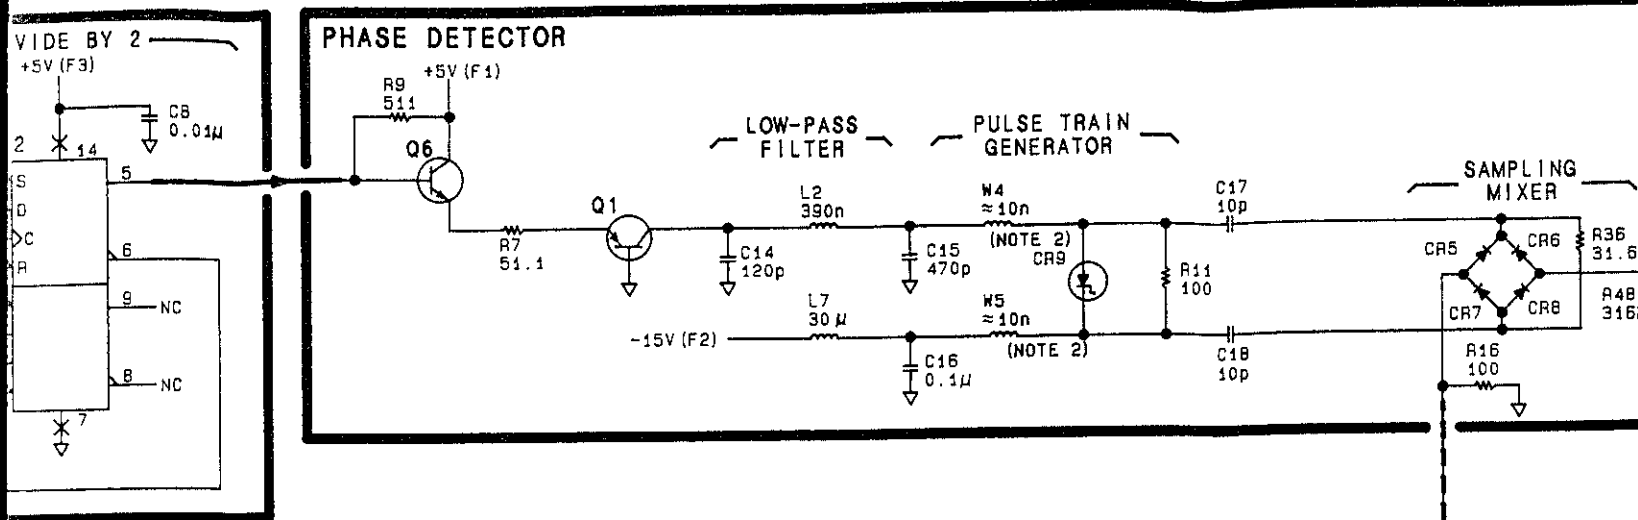 VIDE BY 2
+5V (F3)
C8
0.01µ
2
14
S
D
C
R
5
6
9
NC
8
NC
7
PHASE DETECTOR
R9
511
+5V (F1)
Q6
R7
51.1
Q1
LOW-PASS
FILTER
C14
120p
L2
390n
C15
470p
L7
30µ
-15V (F2)
C16
0.1µ
PULSE TRAIN
GENERATOR
W4
≈10n
(NOTE 2)
CR9
W5
≈10n
(NOTE 2)
R11
100
C17
10p
C18
10p
SAMPLING
MIXER
CR5
CR6
CR7
CR8
R36
31.6
R48
316
R16
100